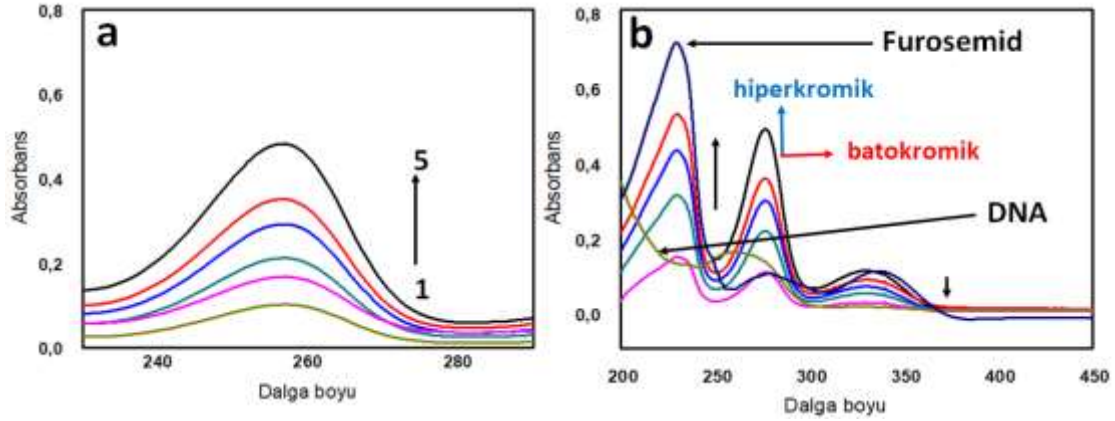 a
0,8
0,6
0,4
0,2
0,0
Absorbans
5
1
240
260
280
Dalga boyu
b
0,8
0,6
0,4
0,2
0,0
Absorbans
Furosemid
hiperkromik
batokromik
DNA
200
250
300
350
400
450
Dalga boyu